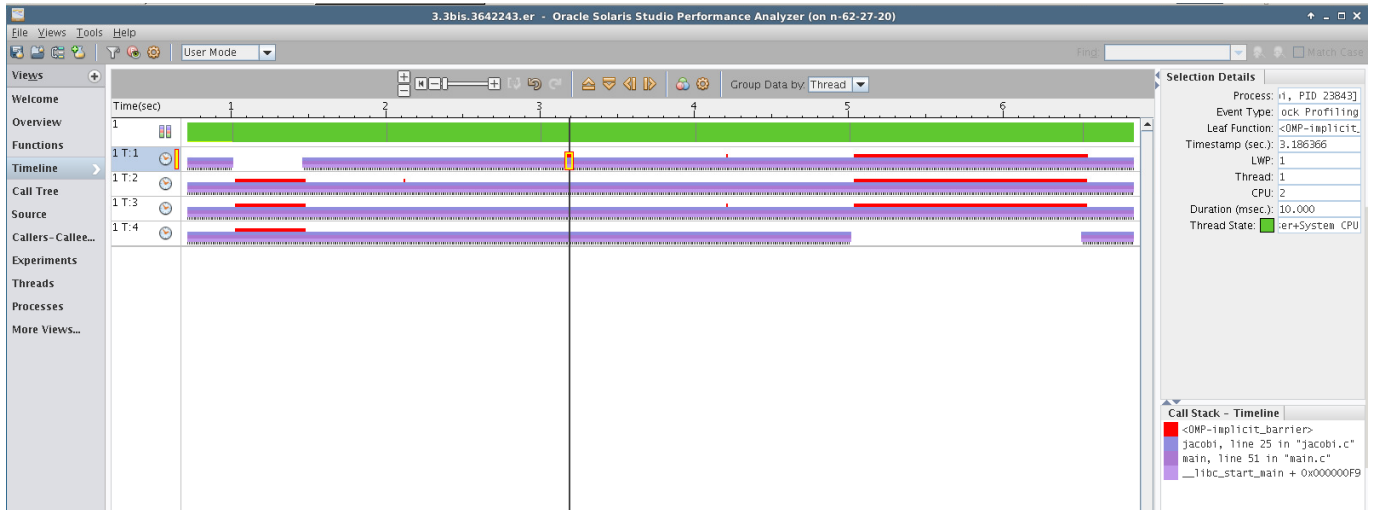 3.3bis.3642243.er - Oracle Solaris Studio Performance Analyzer (on n-62-27-20)
File Views Tools Help
User Mode
Find:
Match Case
Views
Welcome
Overview
Functions
Timeline
Call Tree
Source
Callers-Callee...
Experiments
Threads
Processes
More Views...
Group Data by: Thread
Time(sec)
1 2 3 4 5 6
1
1 T:1
1 T:2
1 T:3
1 T:4
Selection Details
Process: i, PID 23843]
Event Type: ock Profiling
Leaf Function: <OMP-implicit_
Timestamp (sec.): 3.186366
LWP: 1
Thread: 1
CPU: 2
Duration (msec.): 10.000
Thread State: er+System CPU
Call Stack - Timeline
<OMP-implicit_barrier>
jacobi, line 25 in "jacobi.c"
main, line 51 in "main.c"
__libc_start_main + 0x000000F9